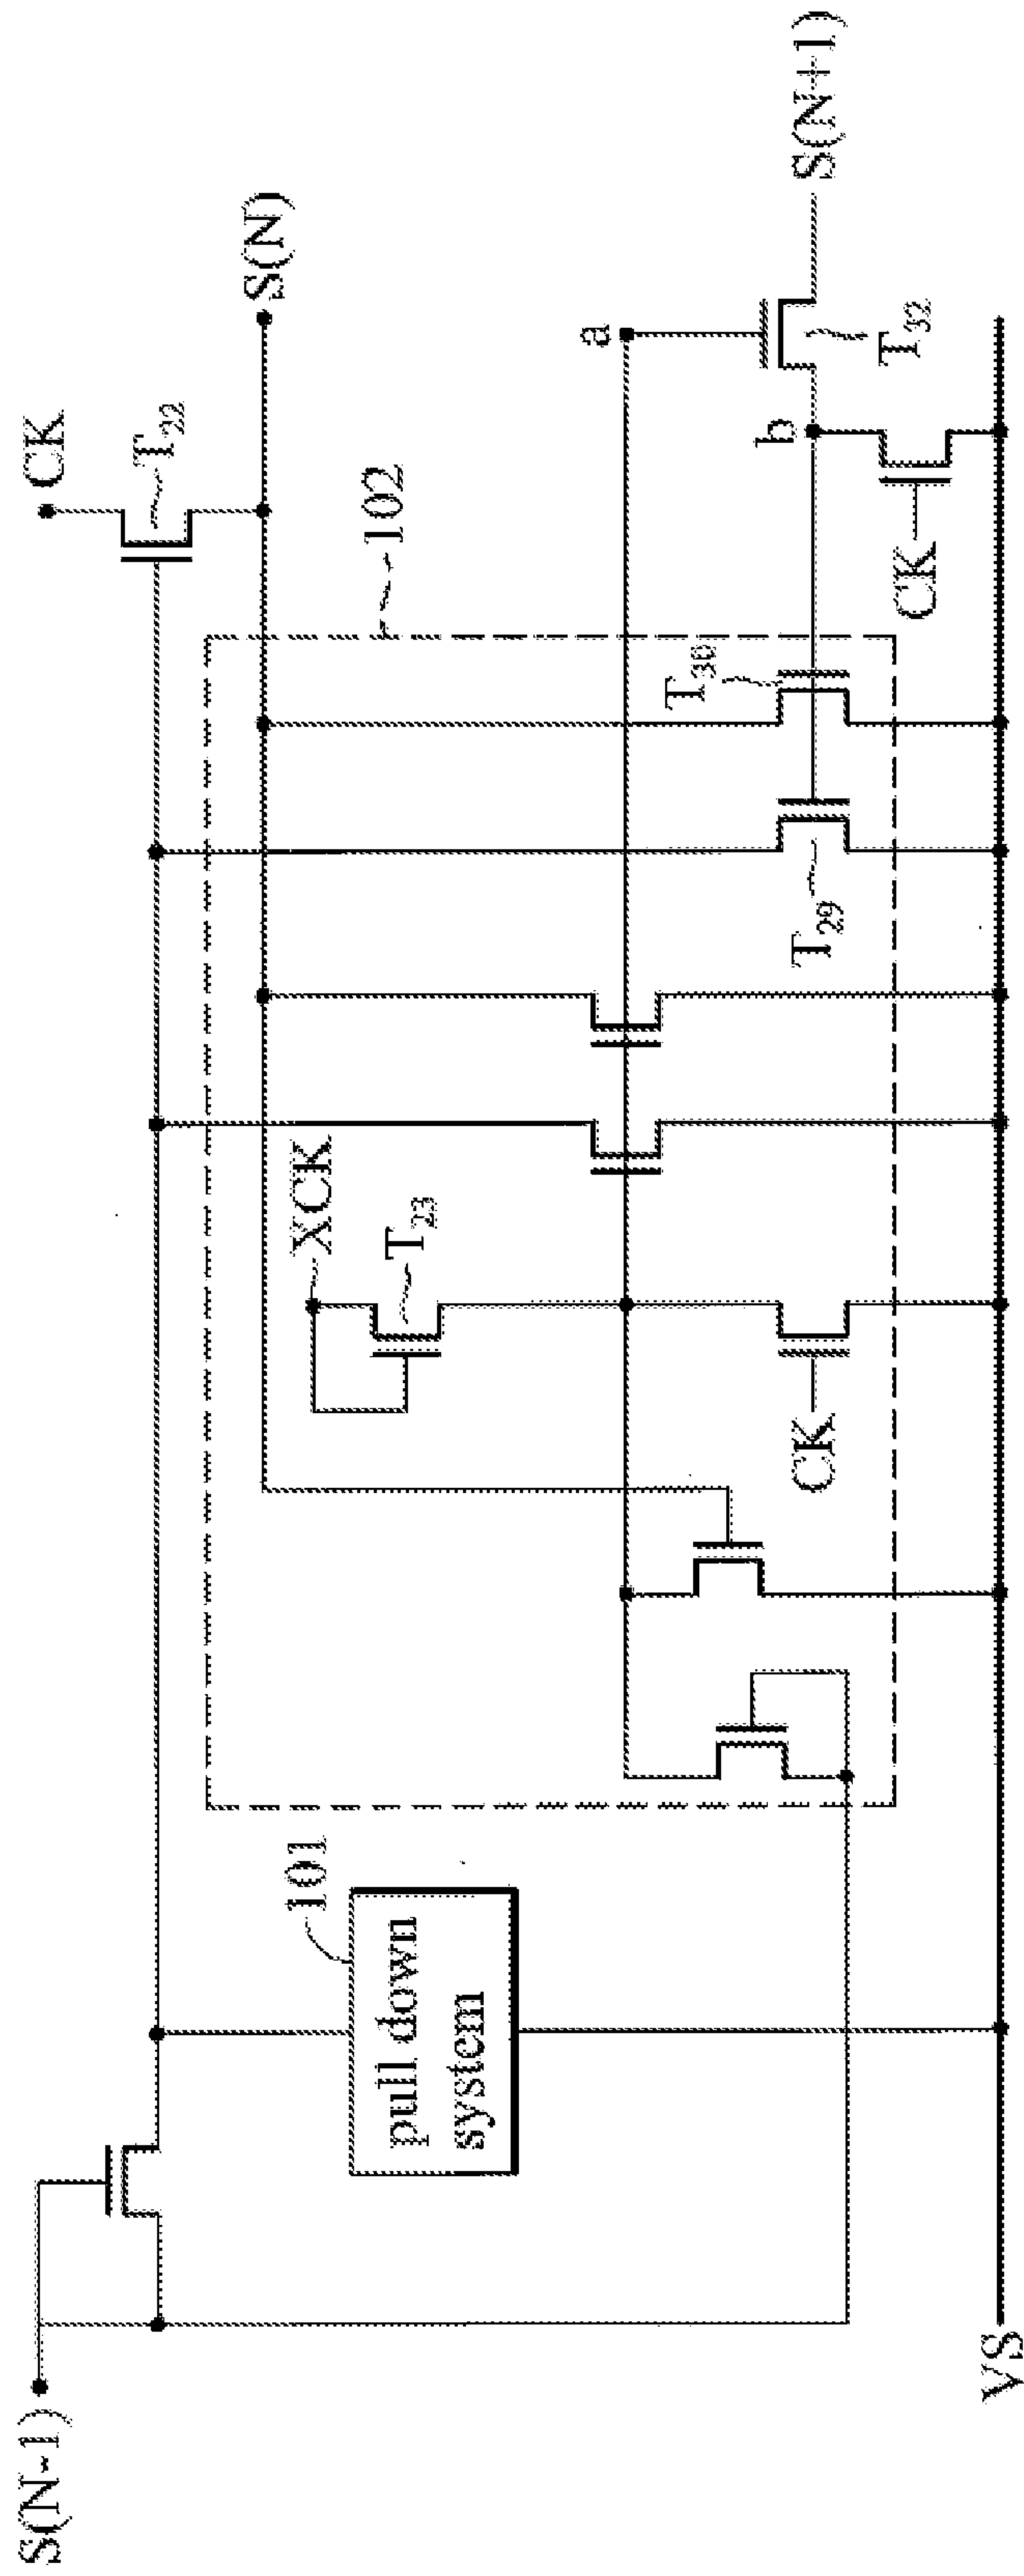 S(N-1)
CK
T22
S(N)
101
pull down
system
102
XCK
T23
a
S(N+1)
T30
b
T32
T29
CK
CK
VS